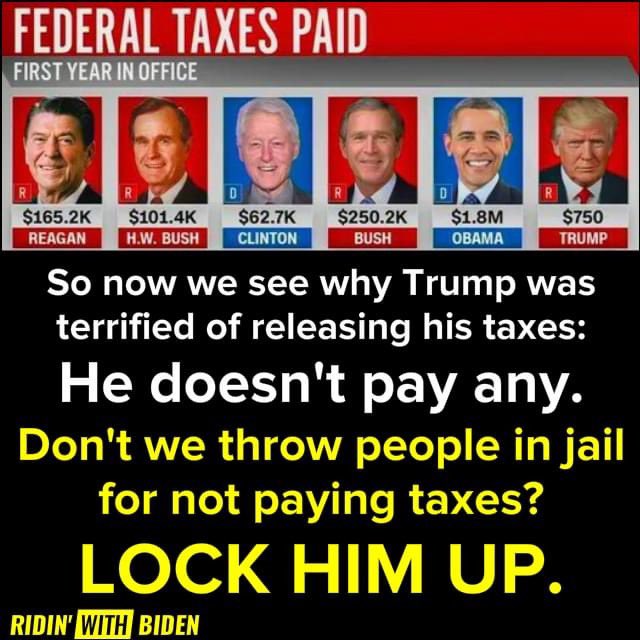 FEDERAL TAXES PAID
FIRST YEAR IN OFFICE
R R D R D R
$165.2K $101.4K $62.7K $250.2K $1.8M $750
REAGAN H.W. BUSH CLINTON BUSH OBAMA TRUMP
So now we see why Trump was
terrified of releasing his taxes:
He doesn't pay any.
Don't we throw people in jail
for not paying taxes?
LOCK HIM UP.
RIDIN' WITH BIDEN